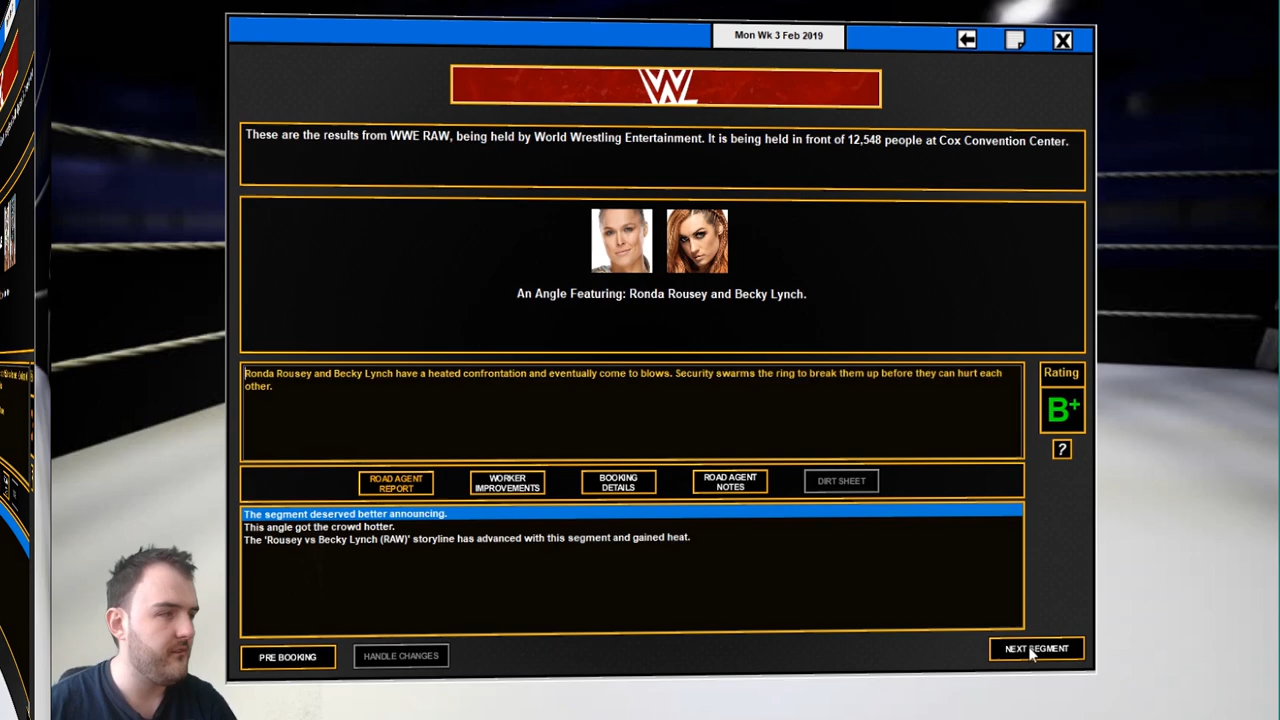 Mon Wk 3 Feb 2019
These are the results from WWE RAW, being held by World Wrestling Entertainment. It is being held in front of 12,548 people at Cox Convention Center.
An Angle Featuring: Ronda Rousey and Becky Lynch.
Ronda Rousey and Becky Lynch have a heated confrontation and eventually come to blows. Security swarms the ring to break them up before they can hurt each
other.
Rating
B+
?
ROAD AGENT
REPORT
WORKER
IMPROVEMENTS
BOOKING
DETAILS
ROAD AGENT
NOTES
DIRT SHEET
The segment deserved better announcing.
This angle got the crowd hotter.
The 'Rousey vs Becky Lynch (RAW)' storyline has advanced with this segment and gained heat.
PRE BOOKING
HANDLE CHANGES
NEXT SEGMENT